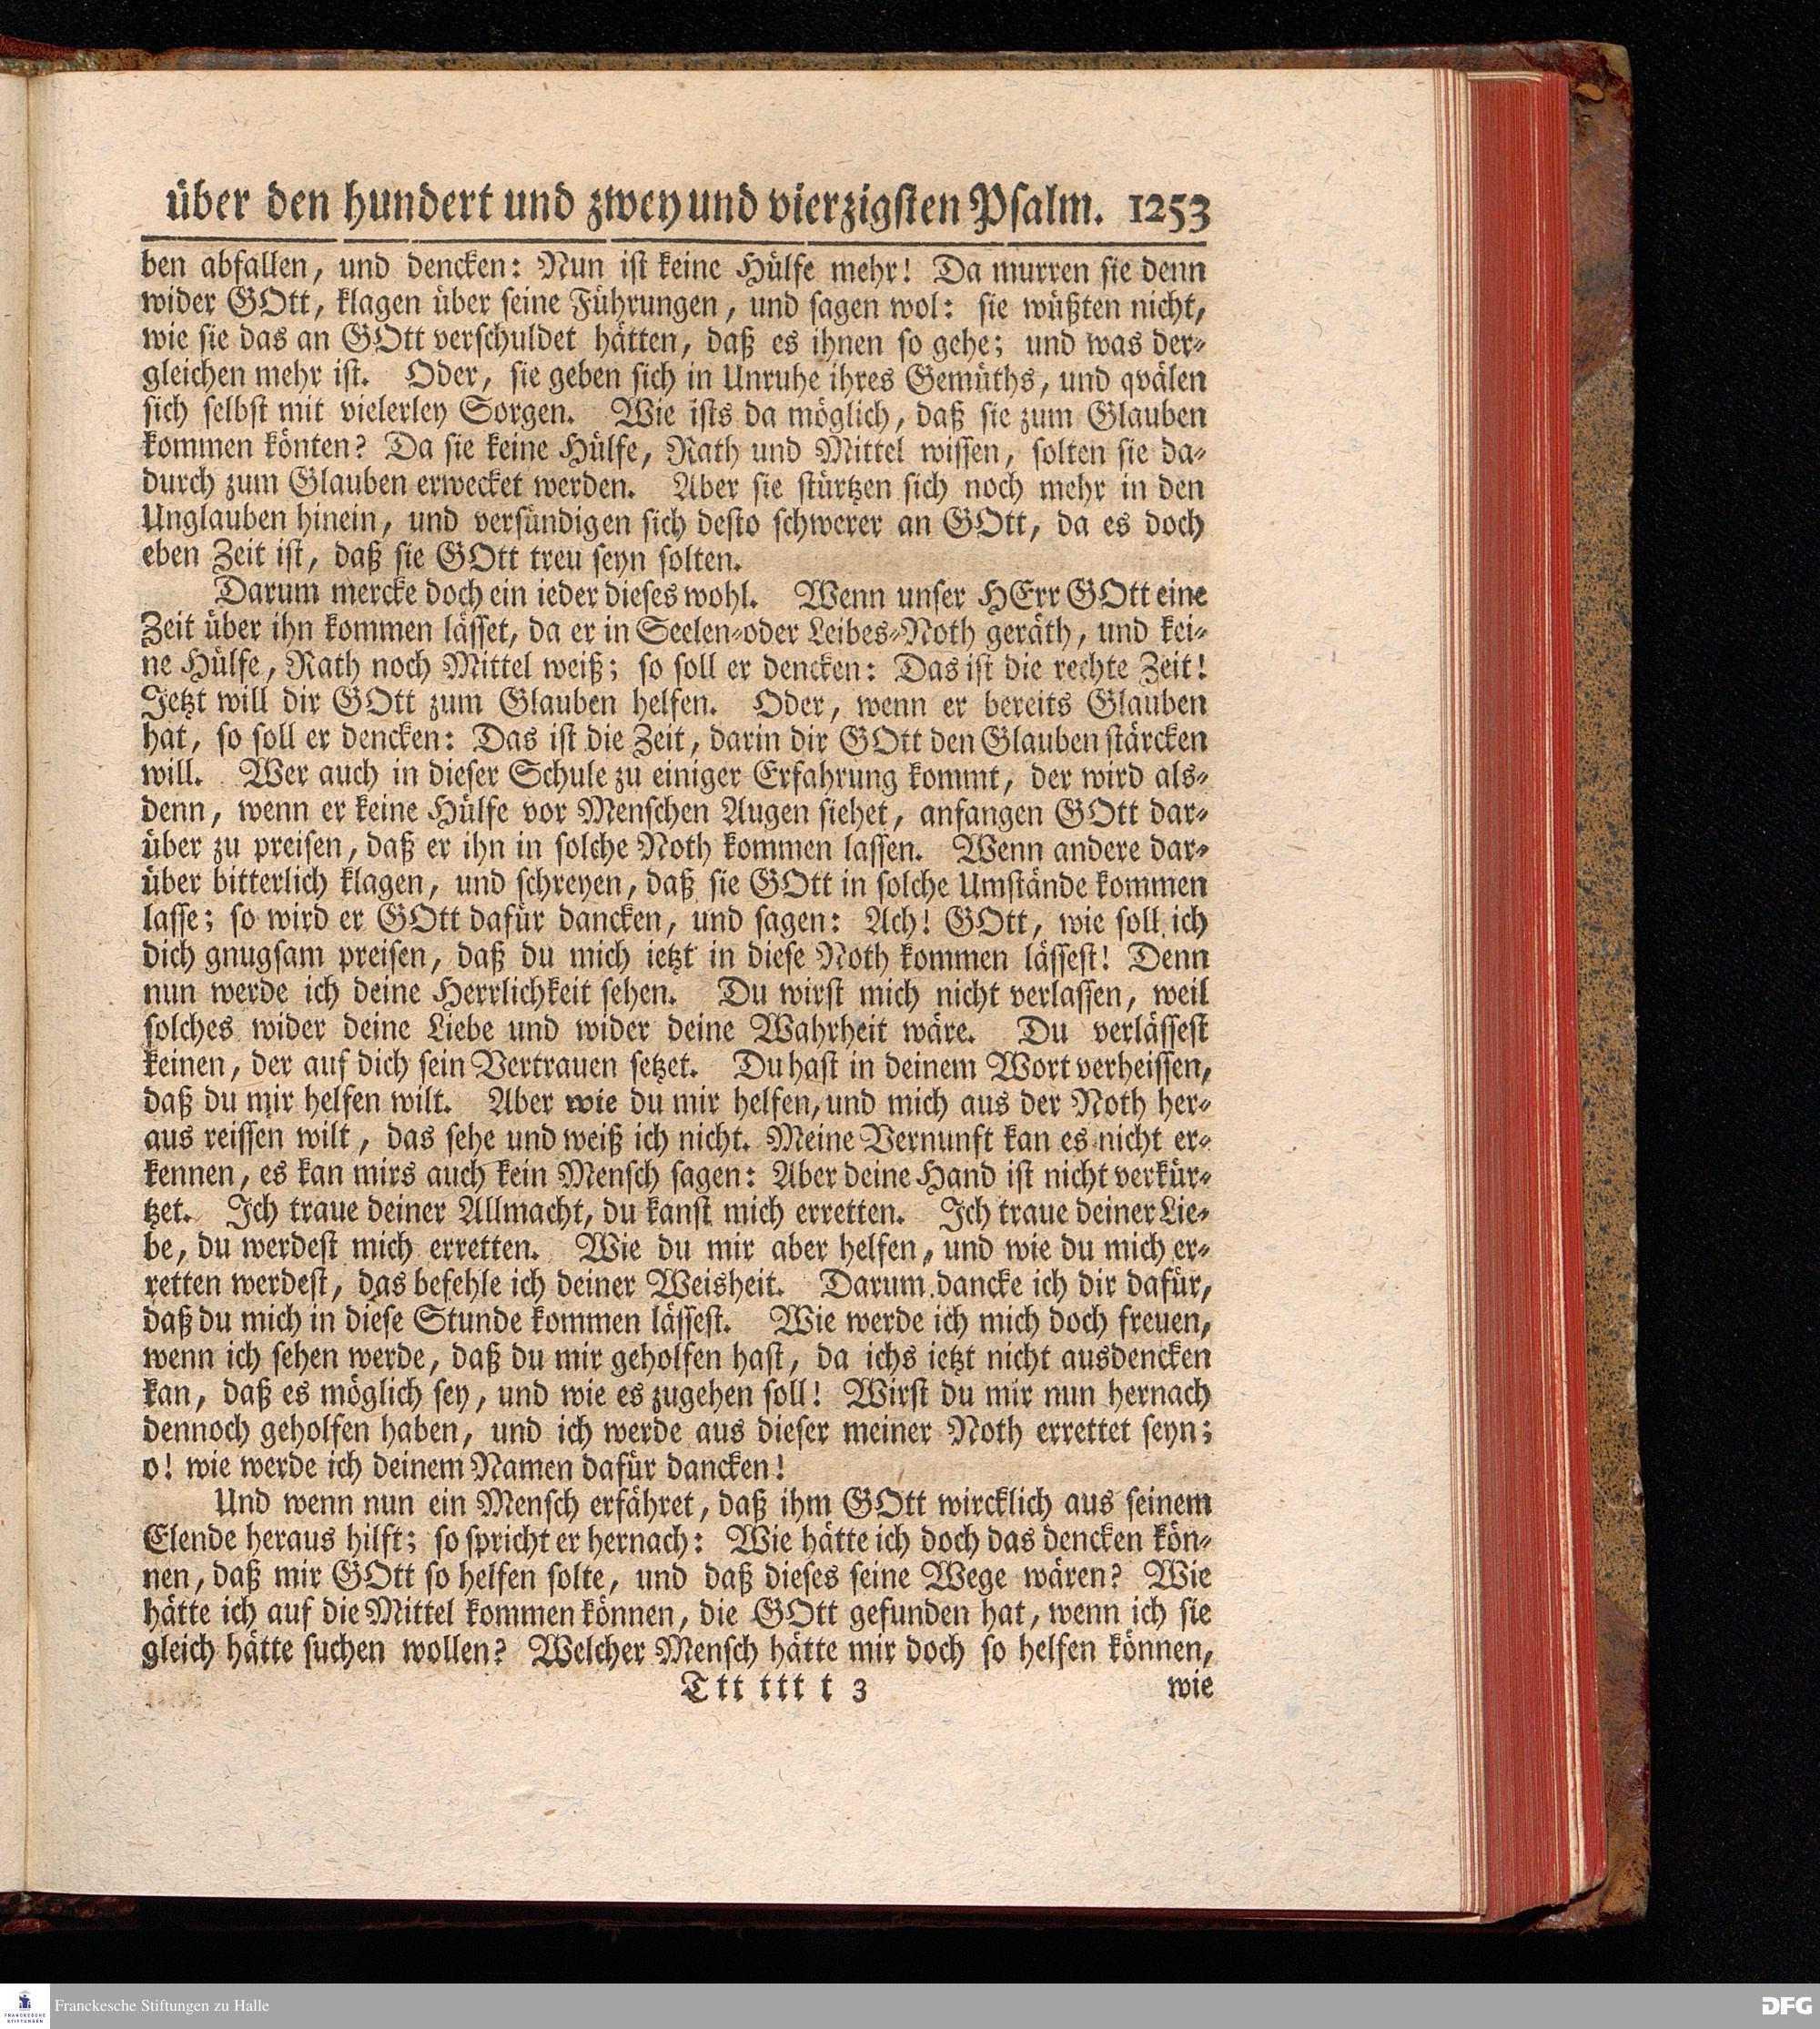 über den hundert und zwey und vierzigsten Psalm. 1253
ben abfallen, und dencken: Nun ist keine Hülfe mehr! Da murren sie denn
wider GOtt, klagen über seine Führungen, und sagen wol: sie wüßten nicht,
wie sie das an GOtt verschuldet hätten, daß es ihnen so gehe; und was der-
gleichen mehr ist. Oder, sie geben sich in Unruhe ihres Gemüths, und qvälen
sich selbst mit vielerley Sorgen. Wie ists da möglich, daß sie zum Glauben
kommen könten? Da sie keine Hülfe, Rath und Mittel wissen, solten sie da-
durch zum Glauben erwecket werden. Aber sie stürtzen sich noch mehr in den
Unglauben hinein, und versündigen sich desto schwerer an GOtt, da es doch
eben Zeit ist, daß sie GOtt treu seyn solten.
Darum mercke doch ein ieder dieses wohl. Wenn unser HErr GOtt eine
Zeit über ihn kommen lässet, da er in Seelen-oder Leibes-Noth geräth, und kei-
ne Hülfe, Rath noch Mittel weiß; so soll er dencken: Das ist die rechte Zeit!
Jetzt will dir GOtt zum Glauben helfen. Oder, wenn er bereits Glauben
hat, so soll er dencken: Das ist die Zeit, darin dir GOtt den Glauben stärcken
will. Wer auch in dieser Schule zu einiger Erfahrung kommt, der wird als-
denn, wenn er keine Hülfe vor Menschen Augen siehet, anfangen GOtt dar-
über zu preisen, daß er ihn in solche Noth kommen lassen. Wenn andere dar-
über bitterlich klagen, und schreyen, daß sie GOtt in solche Umstände kommen
lasse; so wird er GOtt dafür dancken, und sagen: Ach! GOtt, wie soll ich
dich gnugsam preisen, daß du mich ietzt in diese Noth kommen lässest! Denn
nun werde ich deine Herrlichkeit sehen. Du wirst mich nicht verlassen, weil
solches wider deine Liebe und wider deine Wahrheit wäre. Du verlässest
keinen, der auf dich sein Vertrauen setzet. Du hast in deinem Wort verheissen,
daß du mir helfen wilt. Aber wie du mir helfen, und mich aus der Noth her-
aus reissen wilt, das sehe und weiß ich nicht. Meine Vernunft kan es nicht er-
kennen, es kan mirs auch kein Mensch sagen: Aber deine Hand ist nicht verkür-
tzet. Ich traue deiner Allmacht, du kanst mich erretten. Ich traue deiner Lie-
be, du werdest mich erretten. Wie du mir aber helfen, und wie du mich er-
retten werdest, das befehle ich deiner Weisheit. Darum dancke ich dir dafür,
daß du mich in diese Stunde kommen lässest. Wie werde ich mich doch freuen,
wenn ich sehen werde, daß du mir geholfen hast, da ichs ietzt nicht ausdencken
kan, daß es möglich sey, und wie es zugehen soll! Wirst du mir nun hernach
dennoch geholfen haben, und ich werde aus dieser meiner Noth errettet seyn;
o! wie werde ich deinem Namen dafür dancken!
Und wenn nun ein Mensch erfähret, daß ihm GOtt wircklich aus seinem
Elende heraus hilft; so spricht er hernach: Wie hätte ich doch das dencken kön-
nen, daß mir GOtt so helfen solte, und daß dieses seine Wege wären? Wie
hätte ich auf die Mittel kommen können, die GOtt gefunden hat, wenn ich sie
gleich hätte suchen wollen? Welcher Mensch hätte mir doch so helfen können,
Ttt ttt t 3 wie
FRANCKESCHE STIFTUNGEN
Franckesche Stiftungen zu Halle
DFG